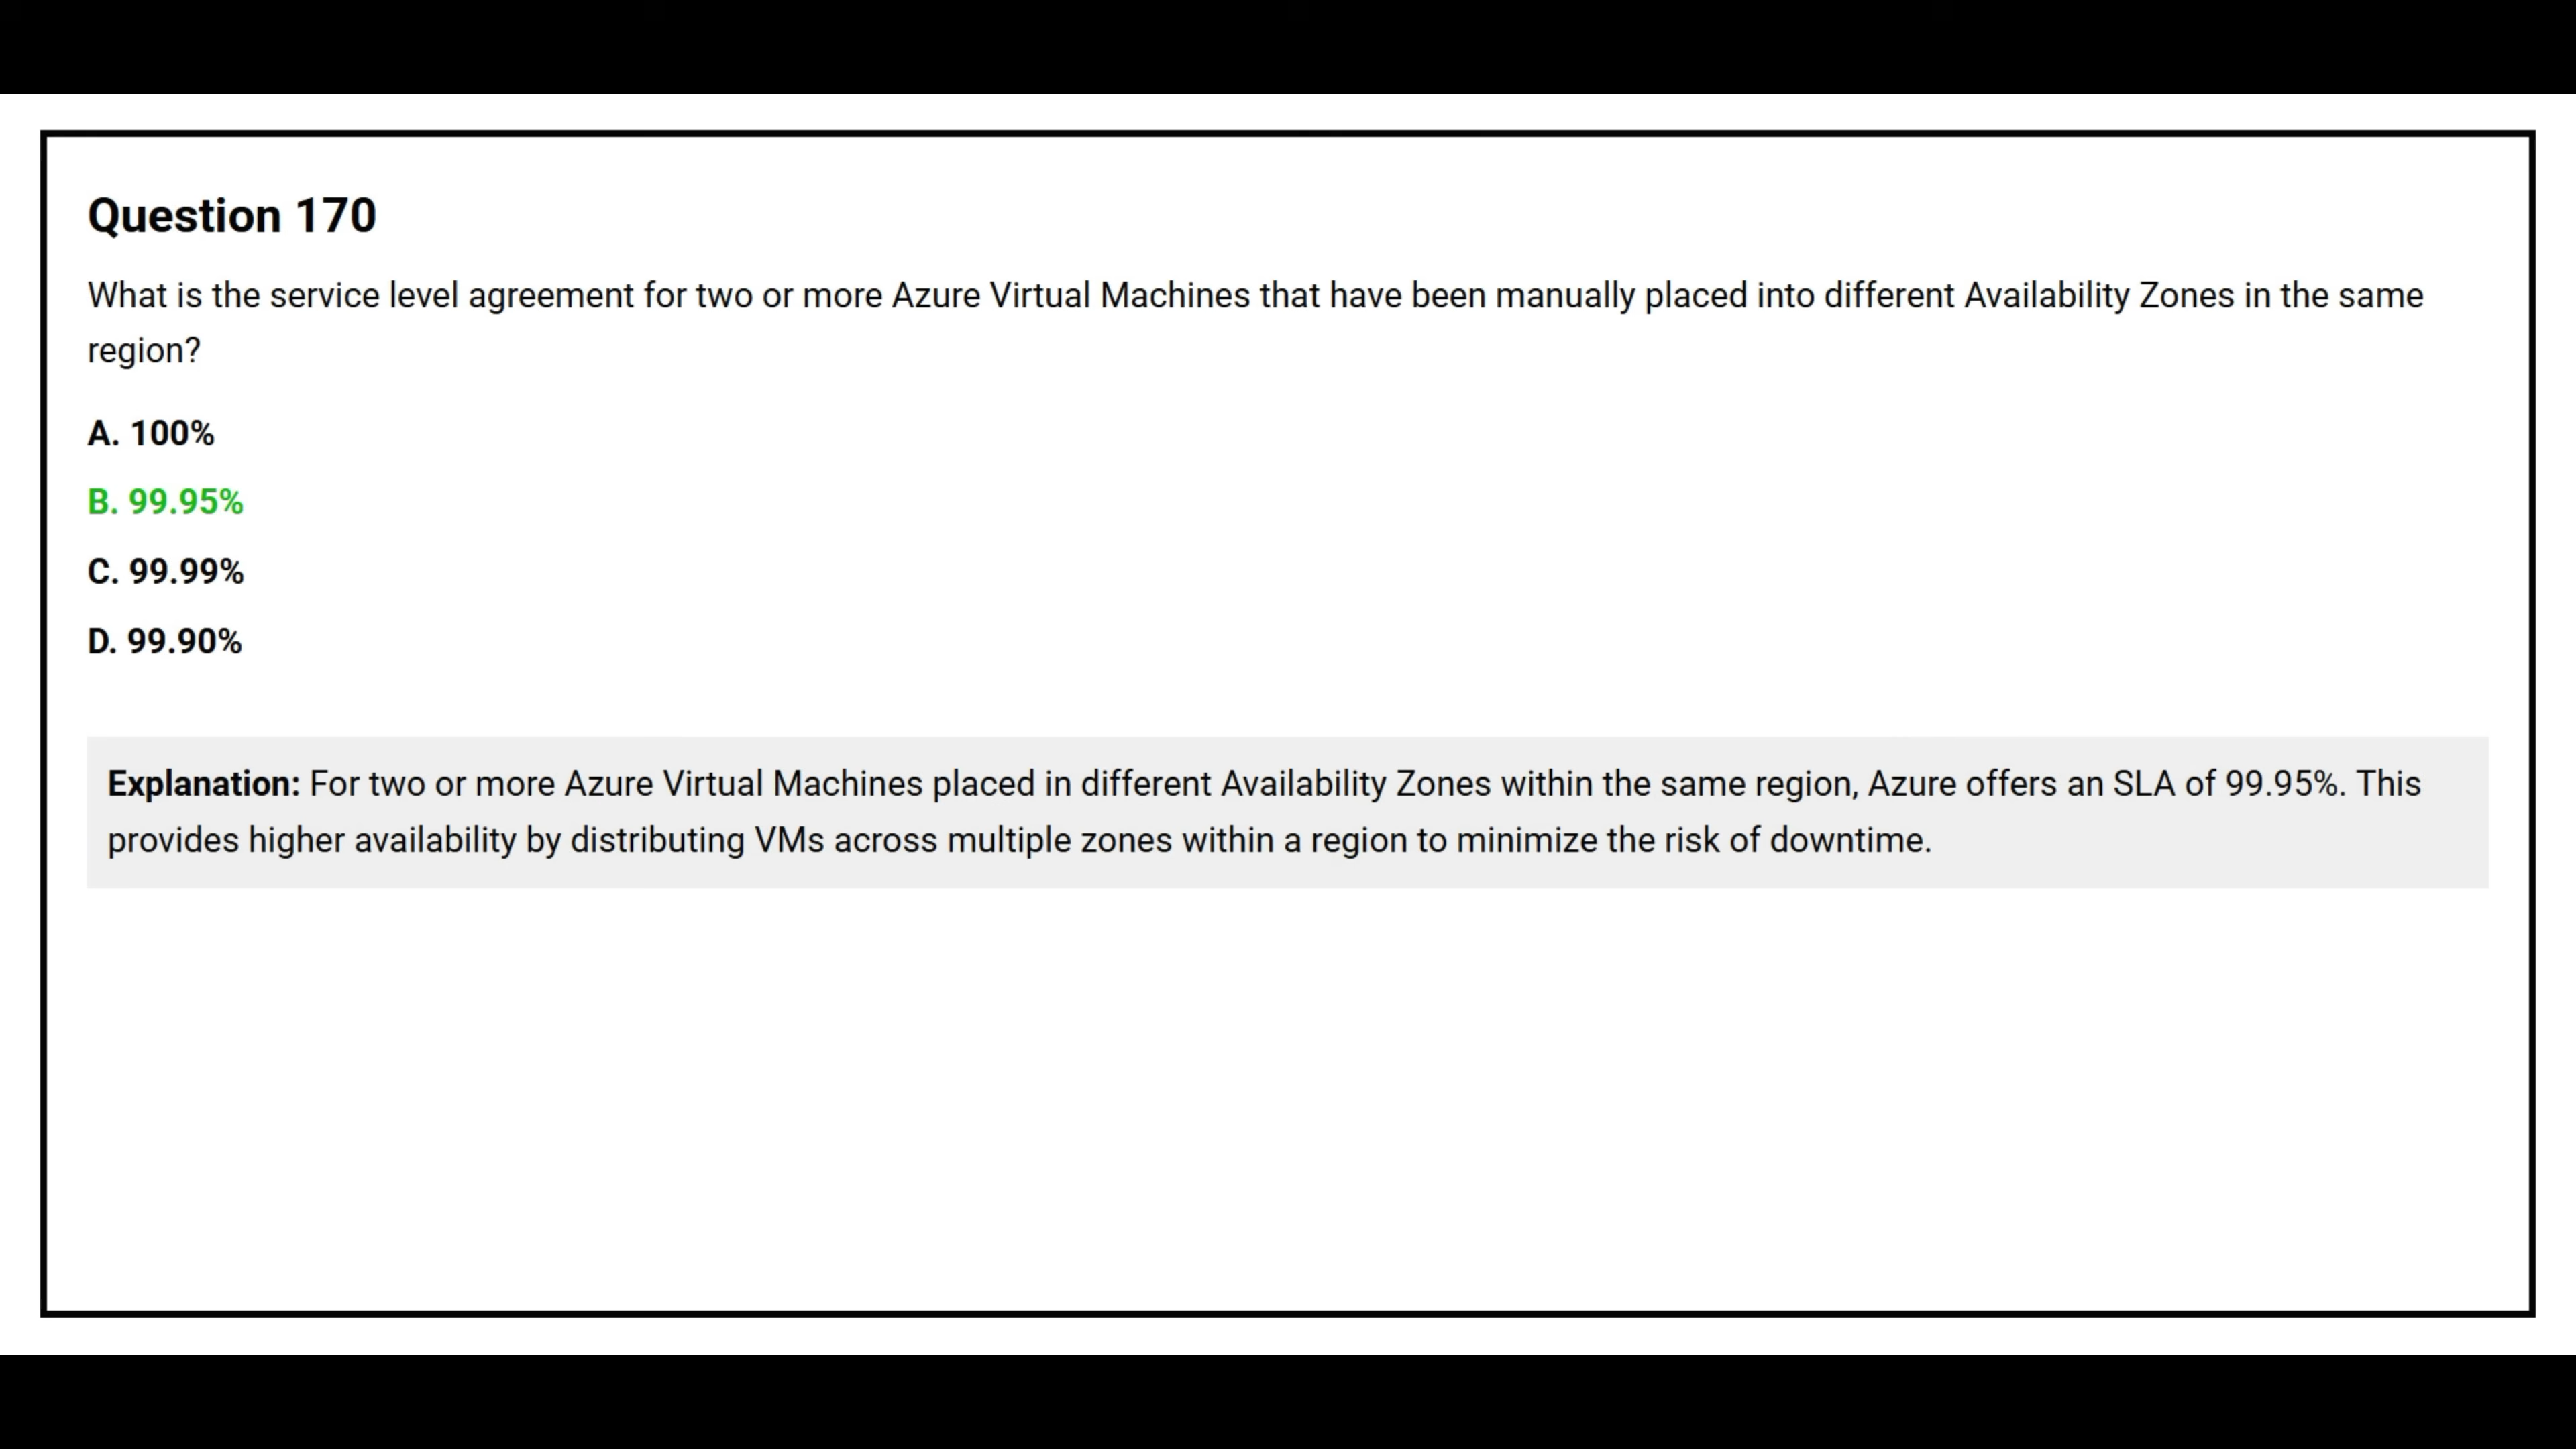 Question 170
What is the service level agreement for two or more Azure Virtual Machines that have been manually placed into different Availability Zones in the same
region?
A. 100%
B. 99.95%
C. 99.99%
D. 99.90%
Explanation: For two or more Azure Virtual Machines placed in different Availability Zones within the same region, Azure offers an SLA of 99.95%. This
provides higher availability by distributing VMs across multiple zones within a region to minimize the risk of downtime.